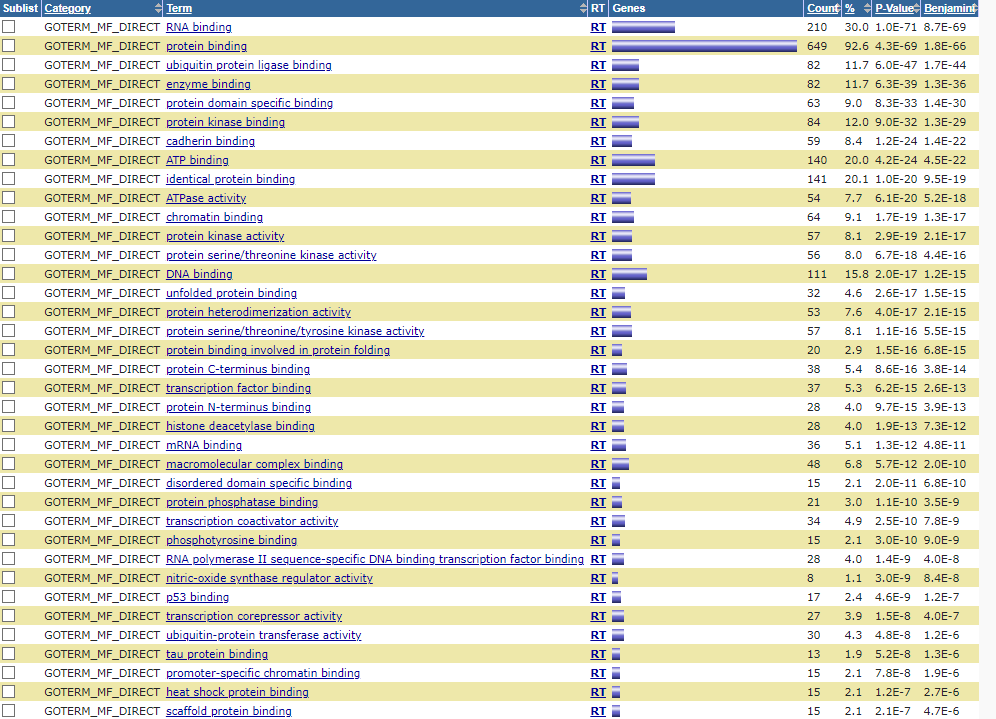 Sublist Category Term RT Genes Count % P-Value Benjamini
GOTERM_MF_DIRECT RNA binding RT 210 30.0 1.0E-71 8.7E-69
GOTERM_MF_DIRECT protein binding RT 649 92.6 4.3E-69 1.8E-66
GOTERM_MF_DIRECT ubiquitin protein ligase binding RT 82 11.7 6.0E-47 1.7E-44
GOTERM_MF_DIRECT enzyme binding RT 82 11.7 6.3E-39 1.3E-36
GOTERM_MF_DIRECT protein domain specific binding RT 63 9.0 8.3E-33 1.4E-30
GOTERM_MF_DIRECT protein kinase binding RT 84 12.0 9.0E-32 1.3E-29
GOTERM_MF_DIRECT cadherin binding RT 59 8.4 1.2E-24 1.4E-22
GOTERM_MF_DIRECT ATP binding RT 140 20.0 4.2E-24 4.5E-22
GOTERM_MF_DIRECT identical protein binding RT 141 20.1 1.0E-20 9.5E-19
GOTERM_MF_DIRECT ATPase activity RT 54 7.7 6.1E-20 5.2E-18
GOTERM_MF_DIRECT chromatin binding RT 64 9.1 1.7E-19 1.3E-17
GOTERM_MF_DIRECT protein kinase activity RT 57 8.1 2.9E-19 2.1E-17
GOTERM_MF_DIRECT protein serine/threonine kinase activity RT 56 8.0 6.7E-18 4.4E-16
GOTERM_MF_DIRECT DNA binding RT 111 15.8 2.0E-17 1.2E-15
GOTERM_MF_DIRECT unfolded protein binding RT 32 4.6 2.6E-17 1.5E-15
GOTERM_MF_DIRECT protein heterodimerization activity RT 53 7.6 4.0E-17 2.1E-15
GOTERM_MF_DIRECT protein serine/threonine/tyrosine kinase activity RT 57 8.1 1.1E-16 5.5E-15
GOTERM_MF_DIRECT protein binding involved in protein folding RT 20 2.9 1.5E-16 6.8E-15
GOTERM_MF_DIRECT protein C-terminus binding RT 38 5.4 8.6E-16 3.8E-14
GOTERM_MF_DIRECT transcription factor binding RT 37 5.3 6.2E-15 2.6E-13
GOTERM_MF_DIRECT protein N-terminus binding RT 28 4.0 9.7E-15 3.9E-13
GOTERM_MF_DIRECT histone deacetylase binding RT 28 4.0 1.9E-13 7.3E-12
GOTERM_MF_DIRECT mRNA binding RT 36 5.1 1.3E-12 4.8E-11
GOTERM_MF_DIRECT macromolecular complex binding RT 48 6.8 5.7E-12 2.0E-10
GOTERM_MF_DIRECT disordered domain specific binding RT 15 2.1 2.0E-11 6.8E-10
GOTERM_MF_DIRECT protein phosphatase binding RT 21 3.0 1.1E-10 3.5E-9
GOTERM_MF_DIRECT transcription coactivator activity RT 34 4.9 2.5E-10 7.8E-9
GOTERM_MF_DIRECT phosphotyrosine binding RT 15 2.1 3.0E-10 9.0E-9
GOTERM_MF_DIRECT RNA polymerase II sequence-specific DNA binding transcription factor binding RT 28 4.0 1.4E-9 4.0E-8
GOTERM_MF_DIRECT nitric-oxide synthase regulator activity RT 8 1.1 3.0E-9 8.4E-8
GOTERM_MF_DIRECT p53 binding RT 17 2.4 4.6E-9 1.2E-7
GOTERM_MF_DIRECT transcription corepressor activity RT 27 3.9 1.5E-8 4.0E-7
GOTERM_MF_DIRECT ubiquitin-protein transferase activity RT 30 4.3 4.8E-8 1.2E-6
GOTERM_MF_DIRECT tau protein binding RT 13 1.9 5.2E-8 1.3E-6
GOTERM_MF_DIRECT promoter-specific chromatin binding RT 15 2.1 7.8E-8 1.9E-6
GOTERM_MF_DIRECT heat shock protein binding RT 15 2.1 1.2E-7 2.7E-6
GOTERM_MF_DIRECT scaffold protein binding RT 15 2.1 2.1E-7 4.7E-6